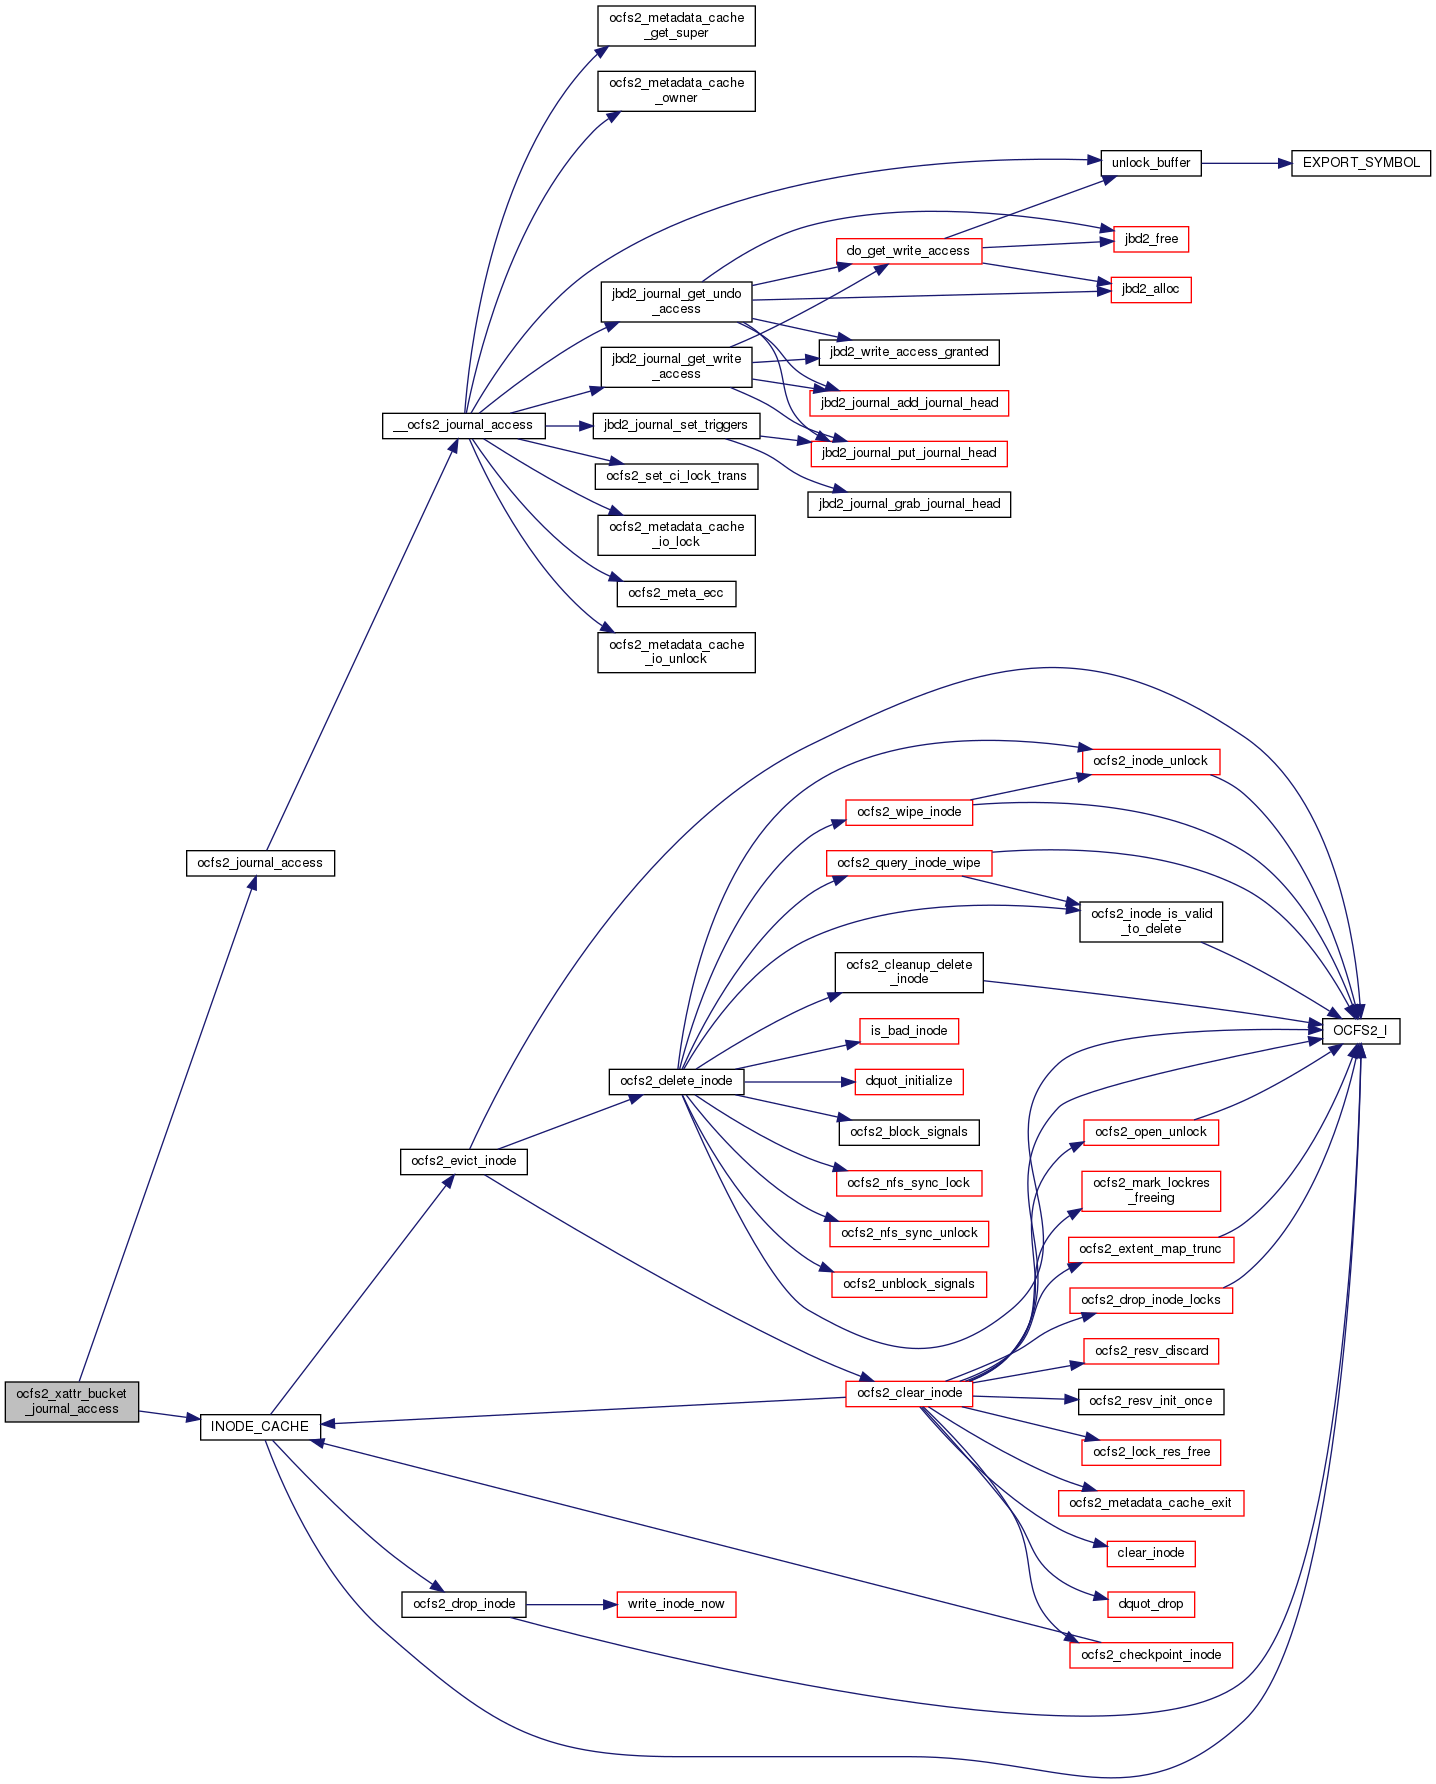 ocfs2_metadata_cache
_get_super
ocfs2_metadata_cache
_owner
unlock_buffer
EXPORT_SYMBOL
do_get_write_access
jbd2_free
jbd2_journal_get_undo
_access
jbd2_alloc
jbd2_write_access_granted
jbd2_journal_get_write
_access
jbd2_journal_add_journal_head
__ocfs2_journal_access
jbd2_journal_set_triggers
jbd2_journal_put_journal_head
ocfs2_set_ci_lock_trans
jbd2_journal_grab_journal_head
ocfs2_metadata_cache
_io_lock
ocfs2_meta_ecc
ocfs2_metadata_cache
_io_unlock
ocfs2_inode_unlock
ocfs2_wipe_inode
ocfs2_journal_access
ocfs2_query_inode_wipe
ocfs2_inode_is_valid
_to_delete
ocfs2_cleanup_delete
_inode
is_bad_inode
OCFS2_I
ocfs2_delete_inode
dquot_initialize
ocfs2_block_signals
ocfs2_open_unlock
ocfs2_evict_inode
ocfs2_nfs_sync_lock
ocfs2_mark_lockres
_freeing
ocfs2_nfs_sync_unlock
ocfs2_extent_map_trunc
ocfs2_unblock_signals
ocfs2_drop_inode_locks
ocfs2_resv_discard
ocfs2_xattr_bucket
_journal_access
ocfs2_clear_inode
ocfs2_resv_init_once
INODE_CACHE
ocfs2_lock_res_free
ocfs2_metadata_cache_exit
clear_inode
ocfs2_drop_inode
write_inode_now
dquot_drop
ocfs2_checkpoint_inode